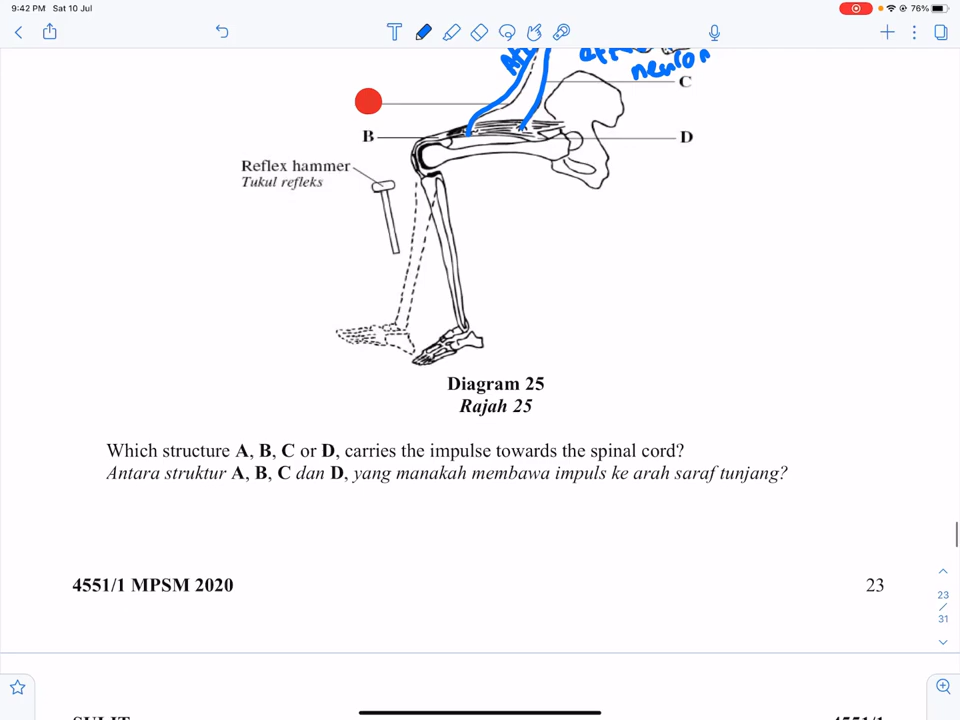 9:42 PM Sat 10 Jul
76%
neuron
C
B
D
Reflex hammer
Tukul refleks
Diagram 25
Rajah 25
Which structure A, B, C or D, carries the impulse towards the spinal cord?
Antara struktur A, B, C dan D, yang manakah membawa impuls ke arah saraf tunjang?
4551/1 MPSM 2020
23
23
/
31